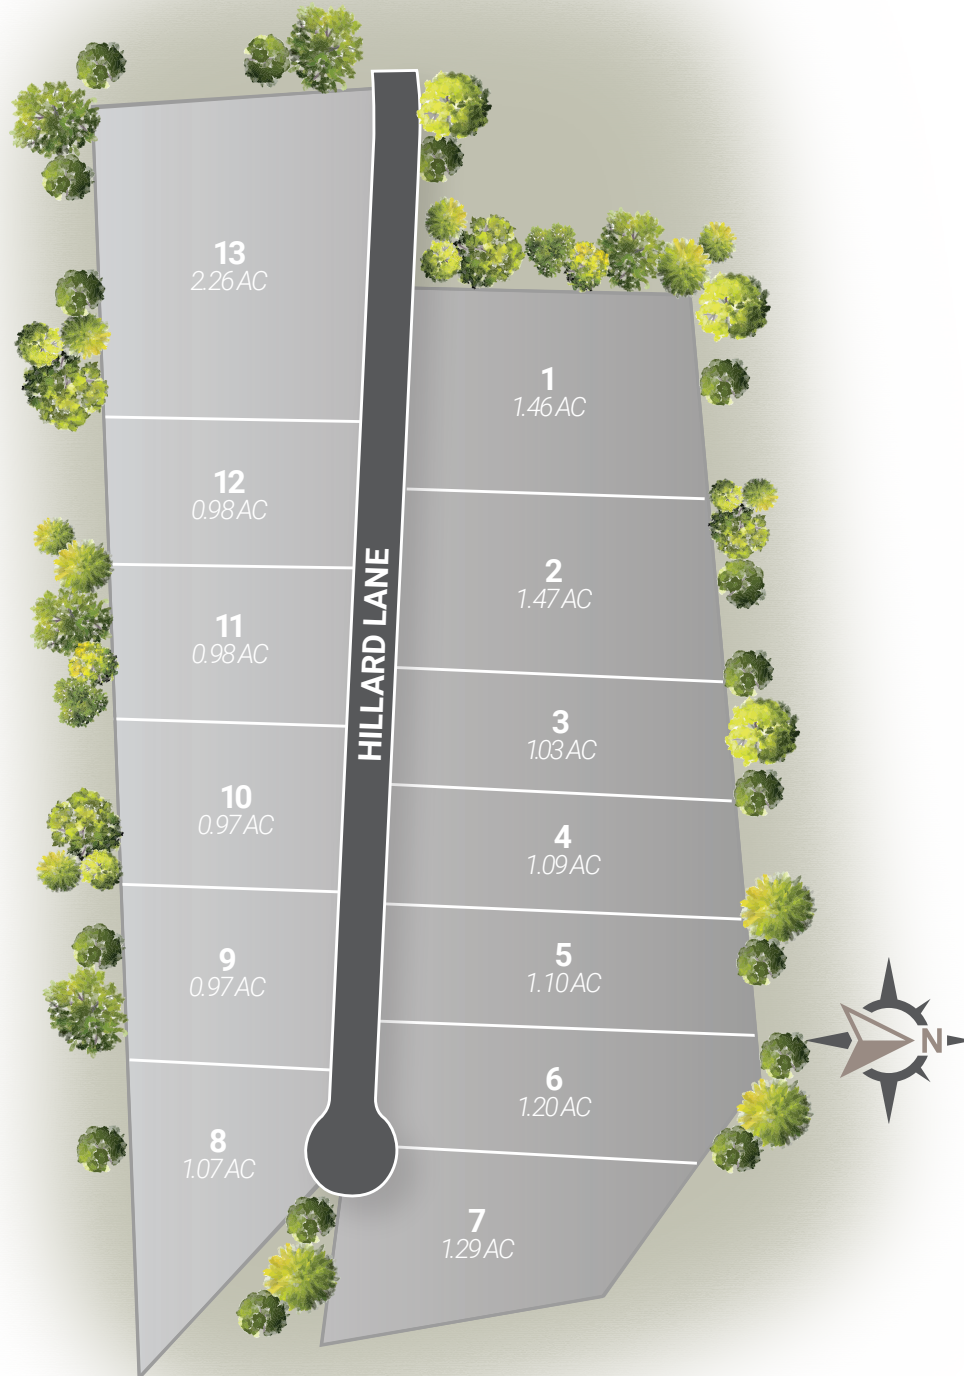 13
2.26 AC
12
0.98 AC
11
0.98 AC
10
0.97 AC
9
0.97 AC
8
1.07 AC
HILLARD LANE
1
1.46 AC
2
1.47 AC
3
1.03 AC
4
1.09 AC
5
1.10 AC
6
1.20 AC
7
1.29 AC
N